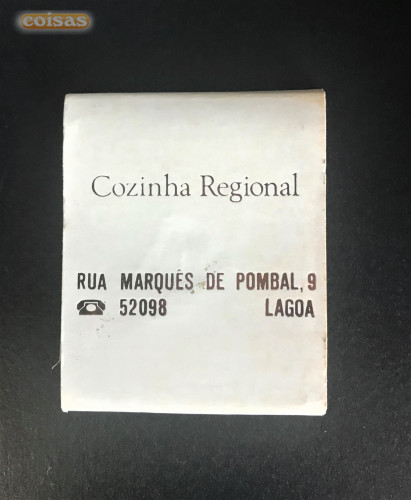 coisas
Cozinha Regional
RUA MARQUÊS DE POMBAL, 9
☎ 52098 LAGOA